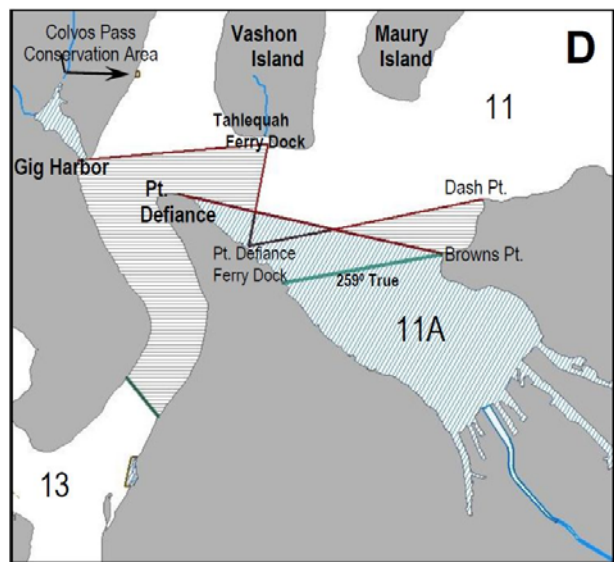 Colvos Pass
Conservation Area
Vashon
Island
Maury
Island
D
11
Tahlequah
Ferry Dock
Gig Harbor
Pt.
Defiance
Dash Pt.
Pt. Defiance
Ferry Dock
Browns Pt.
259º True
11A
13